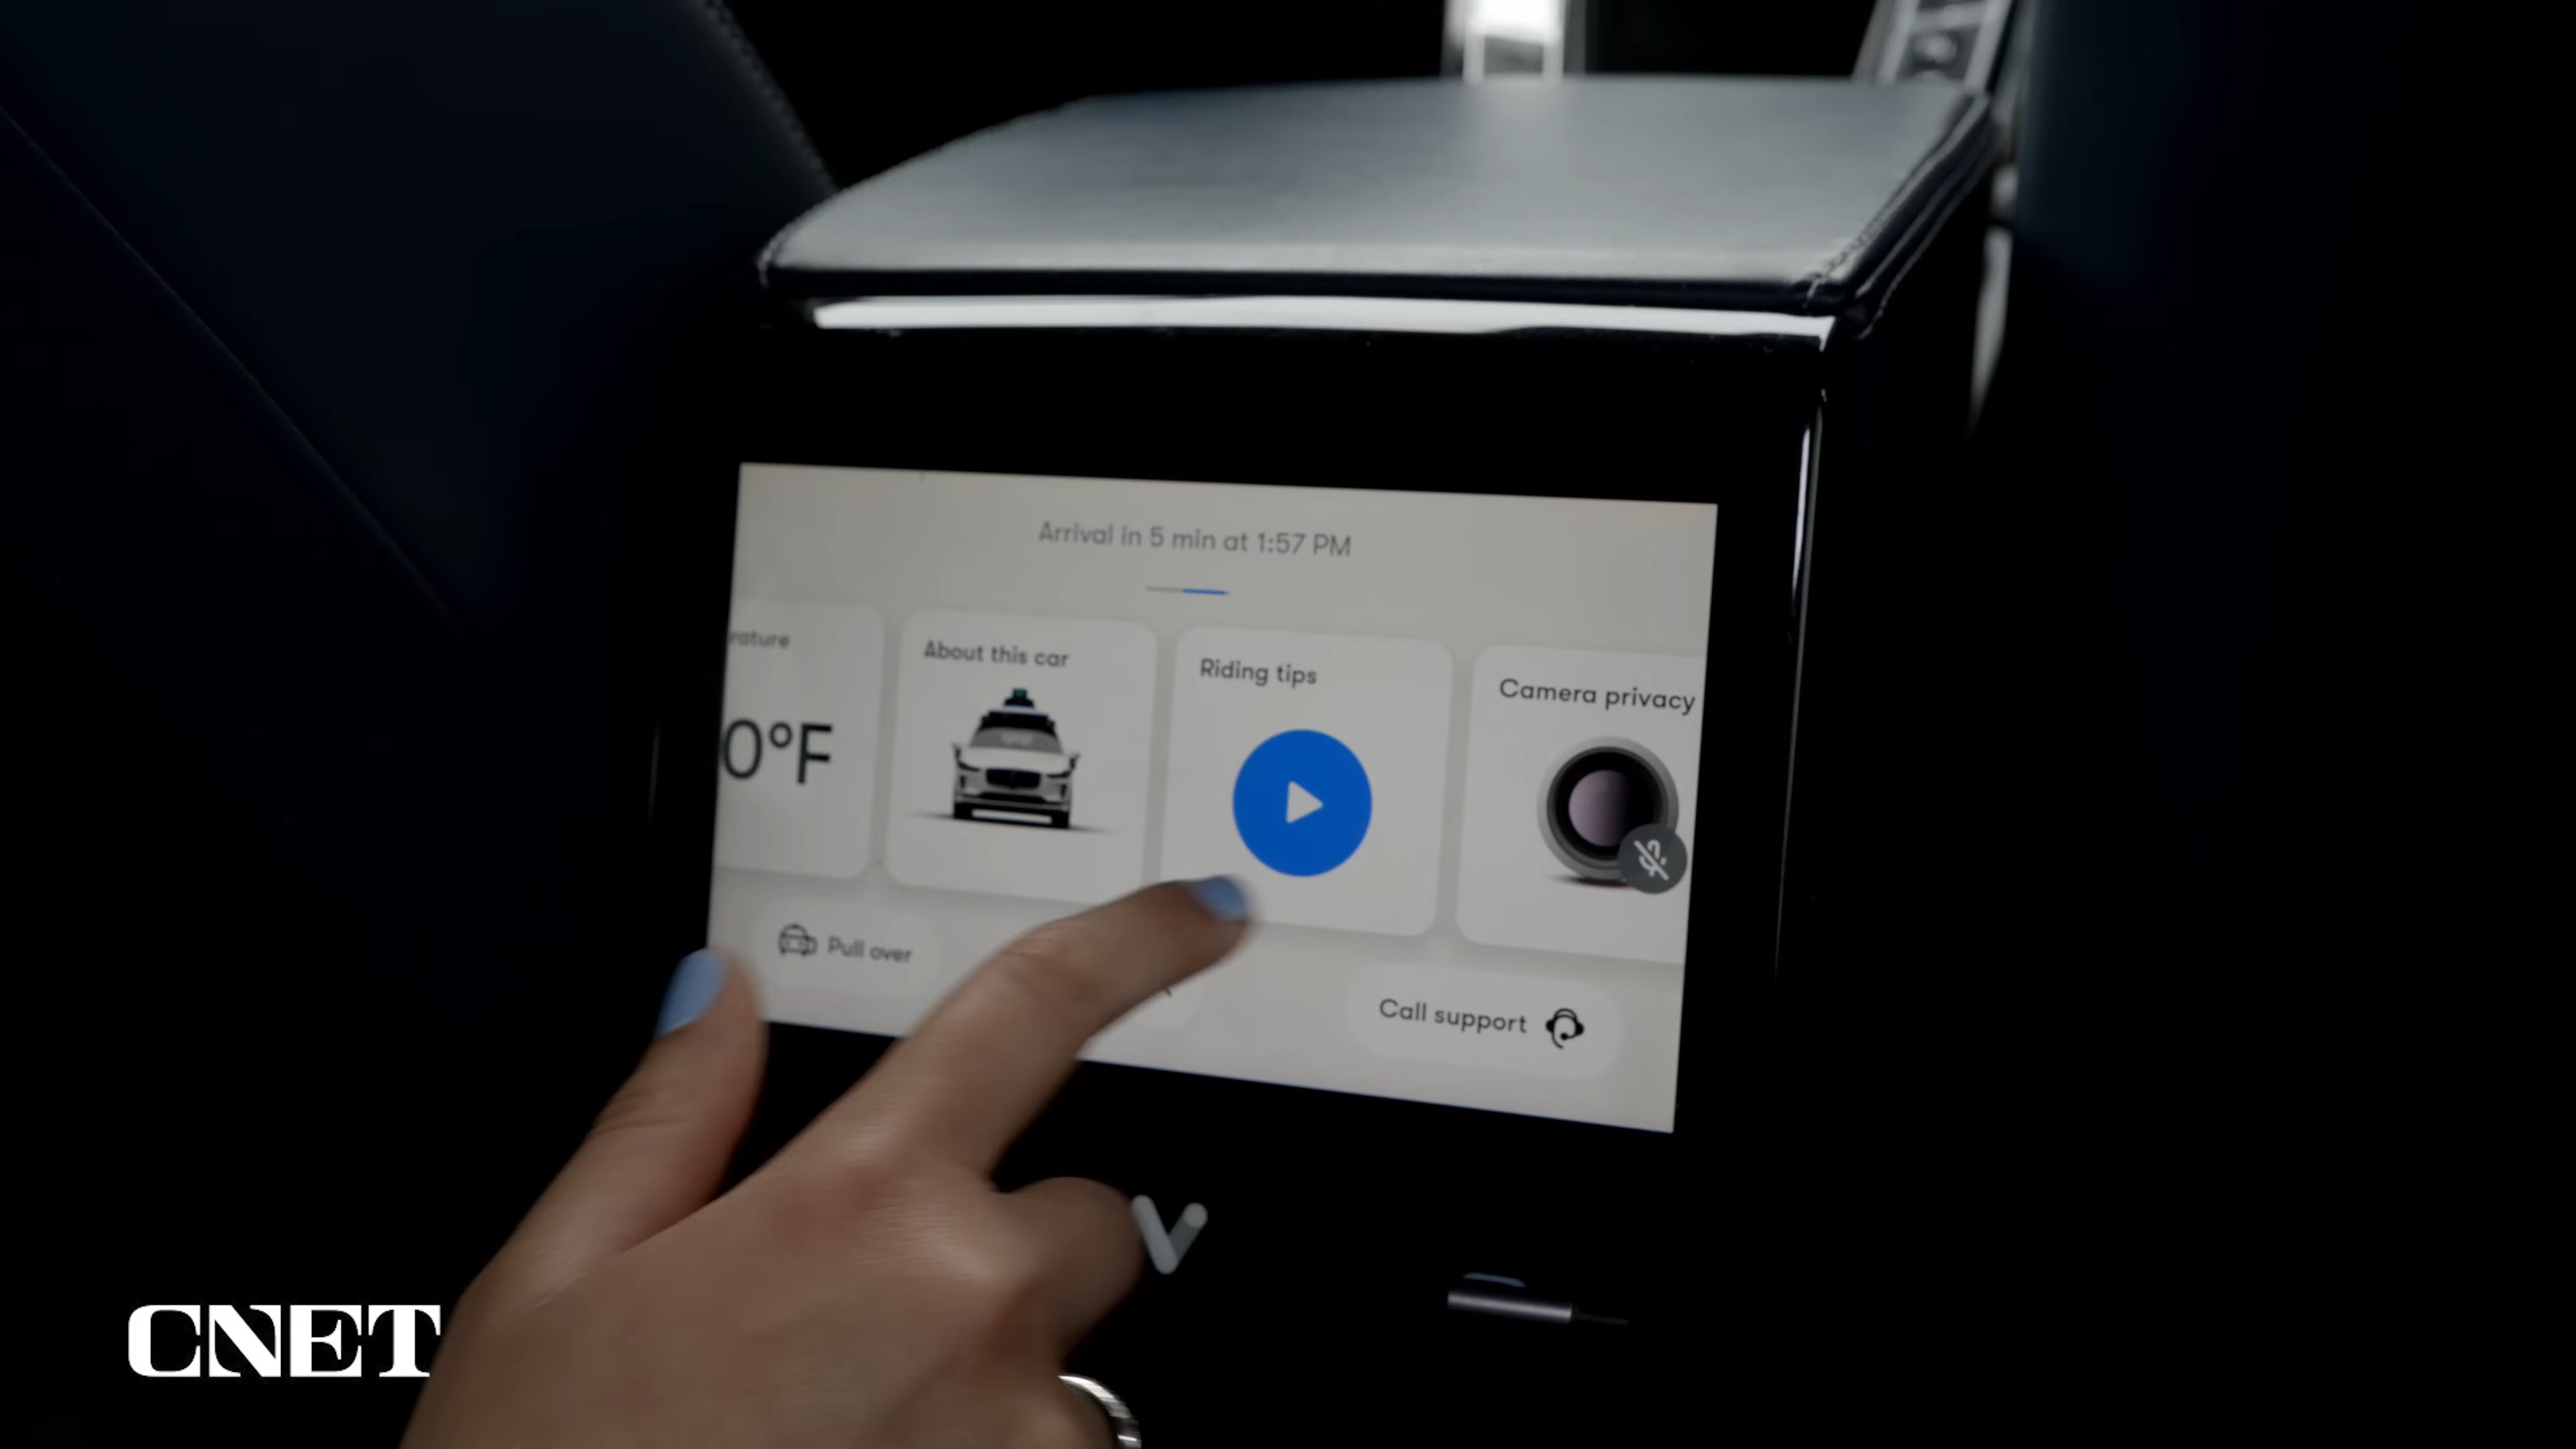 Arrival in 5 min at 1:57 PM
About this car
Riding tips
Camera privacy
0°F
Pull over
Call support
CNET